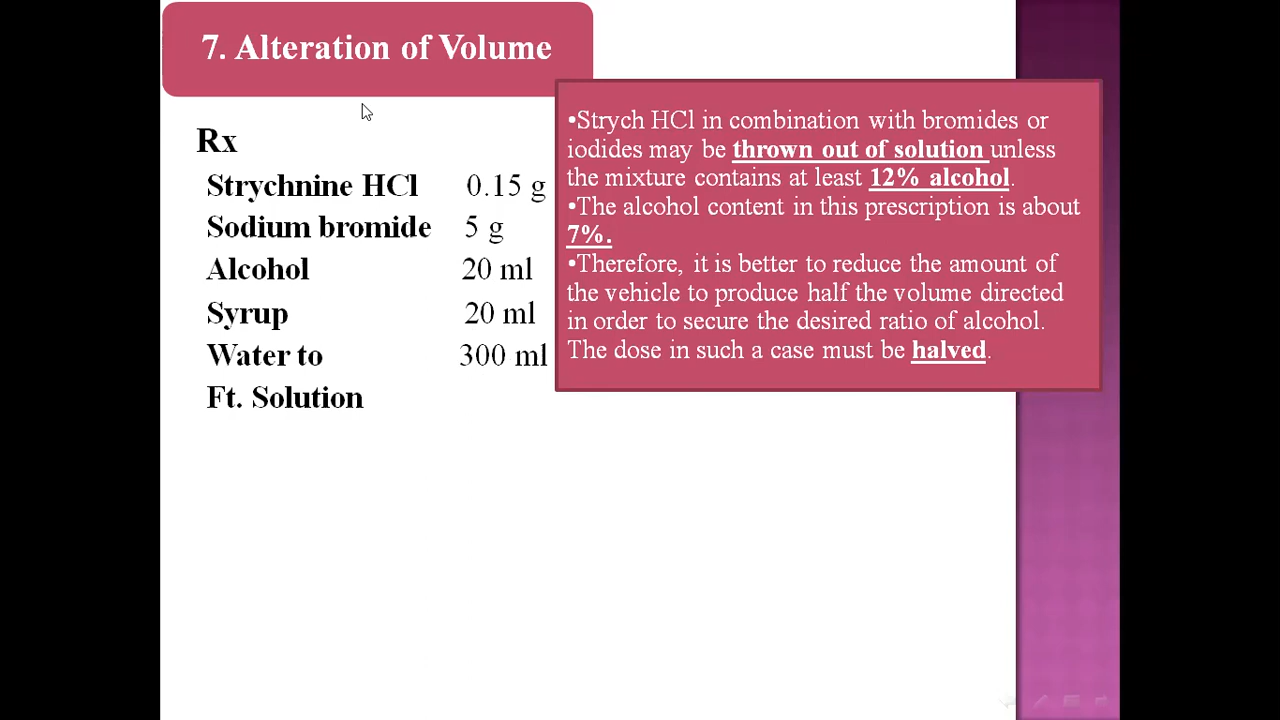 7. Alteration of Volume
Rx
Strychnine HCl 0.15 g
Sodium bromide 5 g
Alcohol 20 ml
Syrup 20 ml
Water to 300 ml
Ft. Solution
•Strych HCl in combination with bromides or
iodides may be thrown out of solution unless
the mixture contains at least 12% alcohol.
•The alcohol content in this prescription is about
7%.
•Therefore, it is better to reduce the amount of
the vehicle to produce half the volume directed
in order to secure the desired ratio of alcohol.
The dose in such a case must be halved.